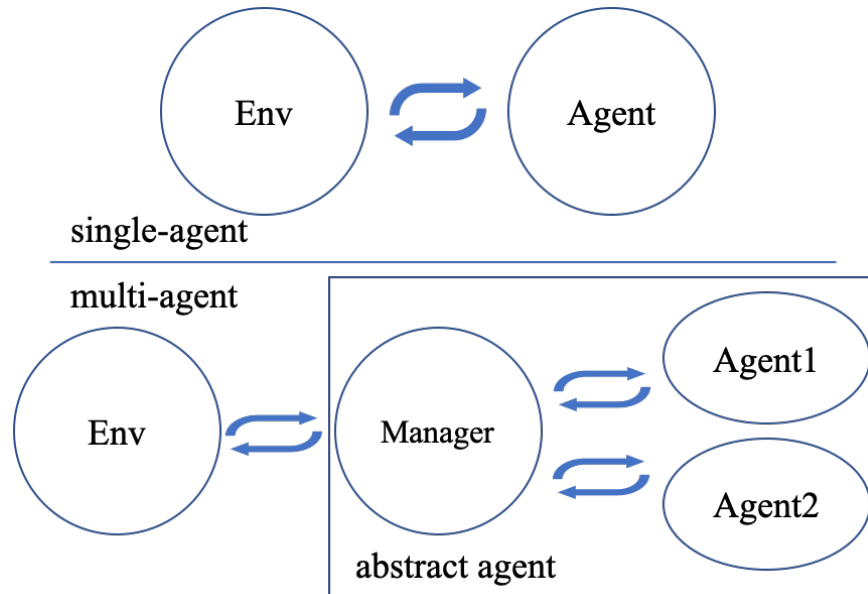 Env
Agent
single-agent
multi-agent
Env
Manager
Agent1
Agent2
abstract agent